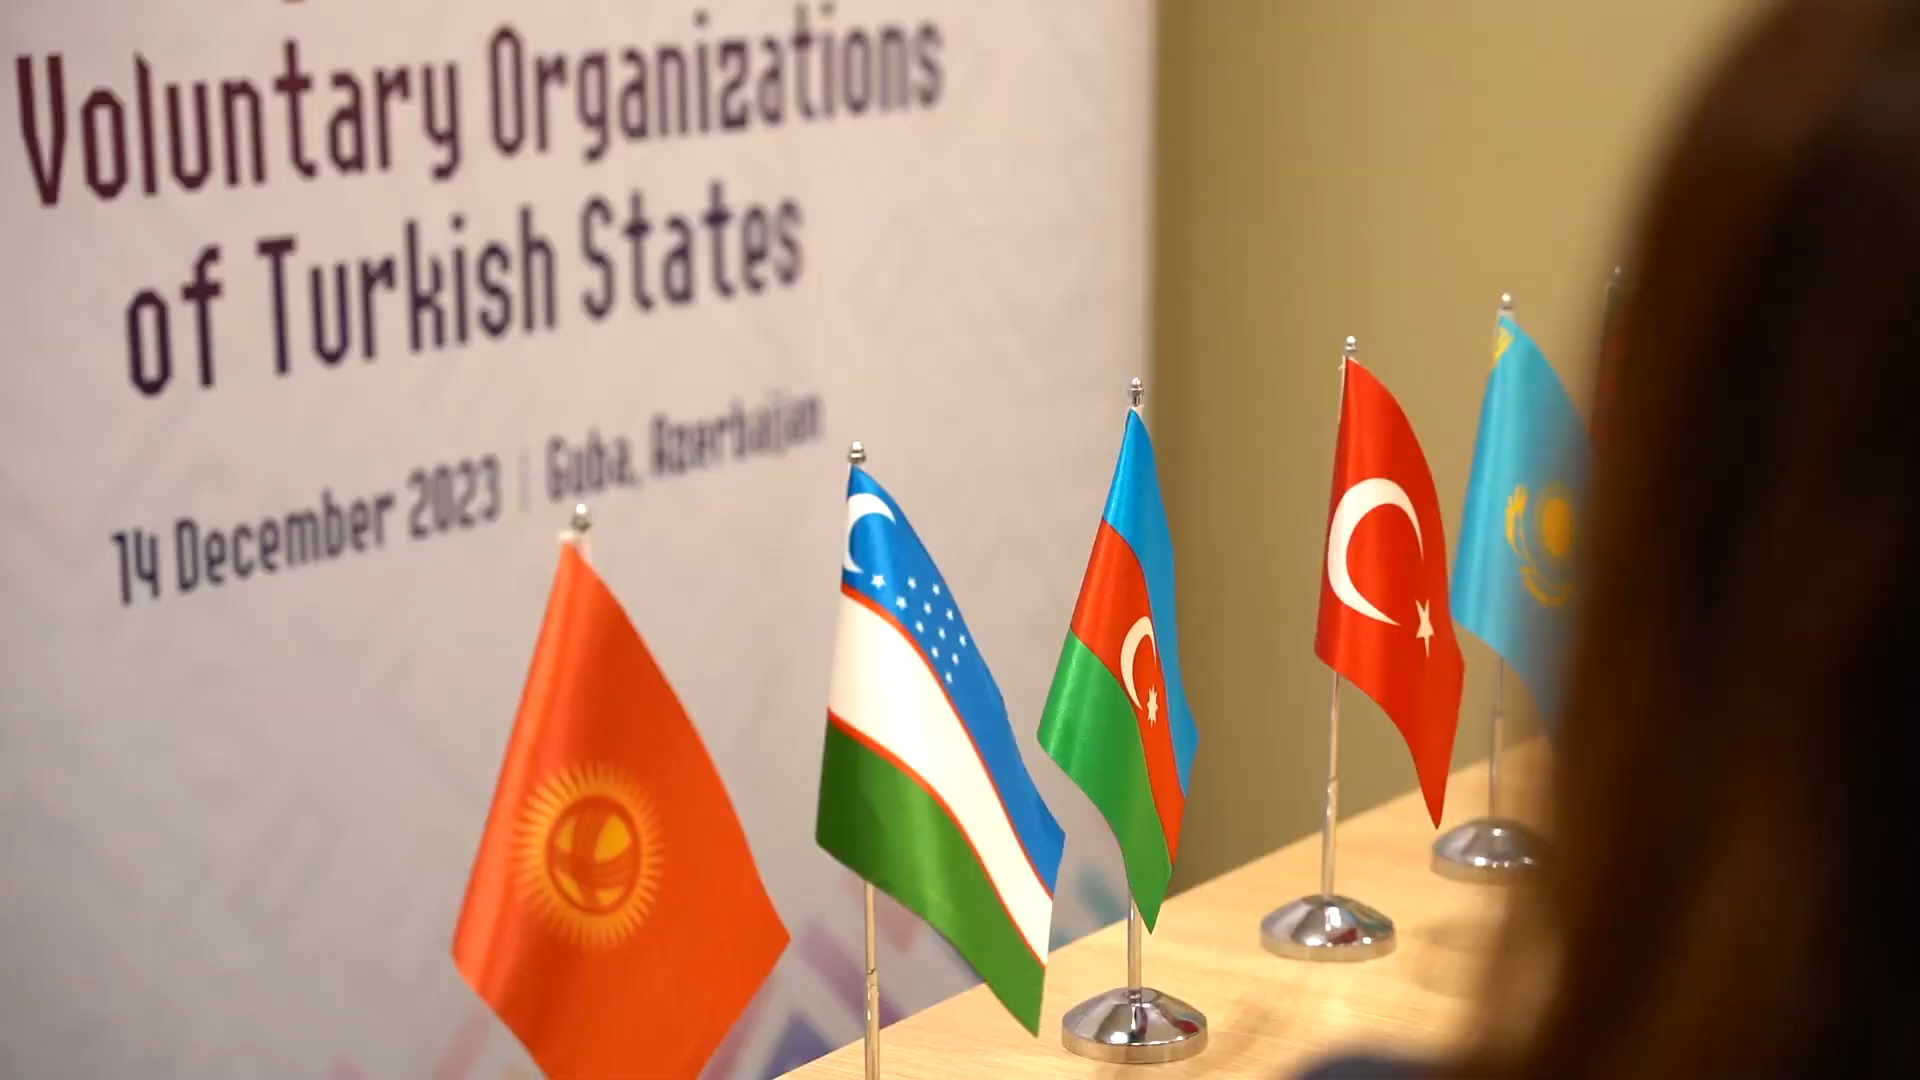 Voluntary Organizations
of Turkish States
14 December 2023 | Guba, Azerbaijan